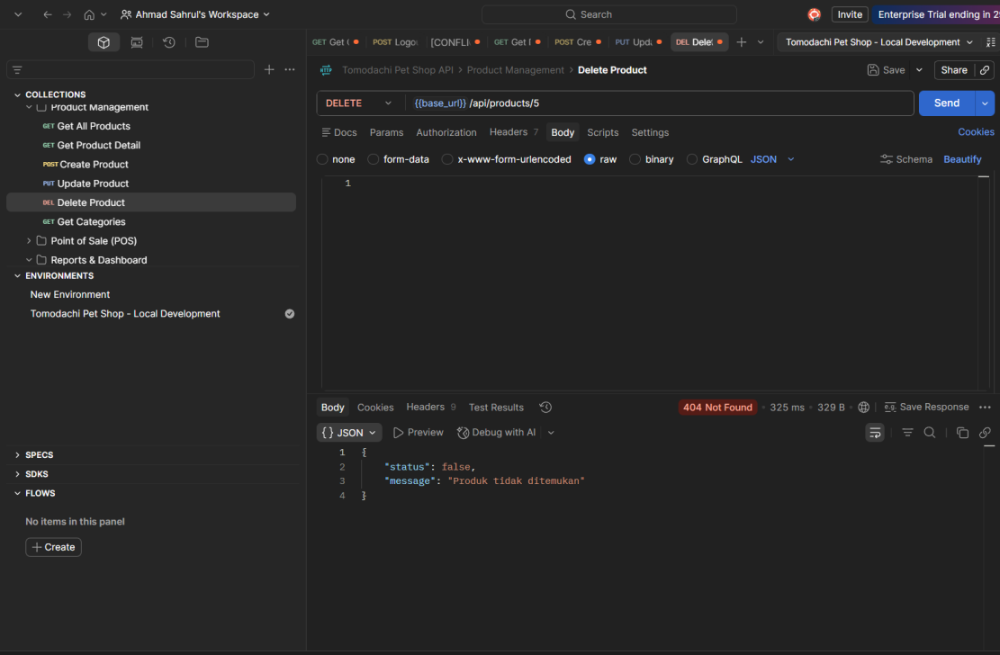 Ahmad Sahrul's Workspace
Search
Invite
Enterprise Trial ending in 2
GET Get
POST Logo
[CONFLI
GET Get
POST Cre
PUT Upd
DEL Delet
Tomodachi Pet Shop - Local Development
HTTP Tomodachi Pet Shop API > Product Management > Delete Product
Save
Share
DELETE
{{base_url}} /api/products/5
Send
Docs Params Authorization Headers 7 Body Scripts Settings
Cookies
none form-data x-www-form-urlencoded raw binary GraphQL JSON
Schema Beautify
1
COLLECTIONS
Product Management
GET Get All Products
GET Get Product Detail
POST Create Product
PUT Update Product
DEL Delete Product
GET Get Categories
Point of Sale (POS)
Reports & Dashboard
ENVIRONMENTS
New Environment
Tomodachi Pet Shop - Local Development
SPECS
SDKS
FLOWS
No items in this panel
Create
Body Cookies Headers 9 Test Results
404 Not Found 325 ms 329 B
e.g. Save Response
{ } JSON Preview Debug with AI
1 {
2 "status": false,
3 "message": "Produk tidak ditemukan"
4 }